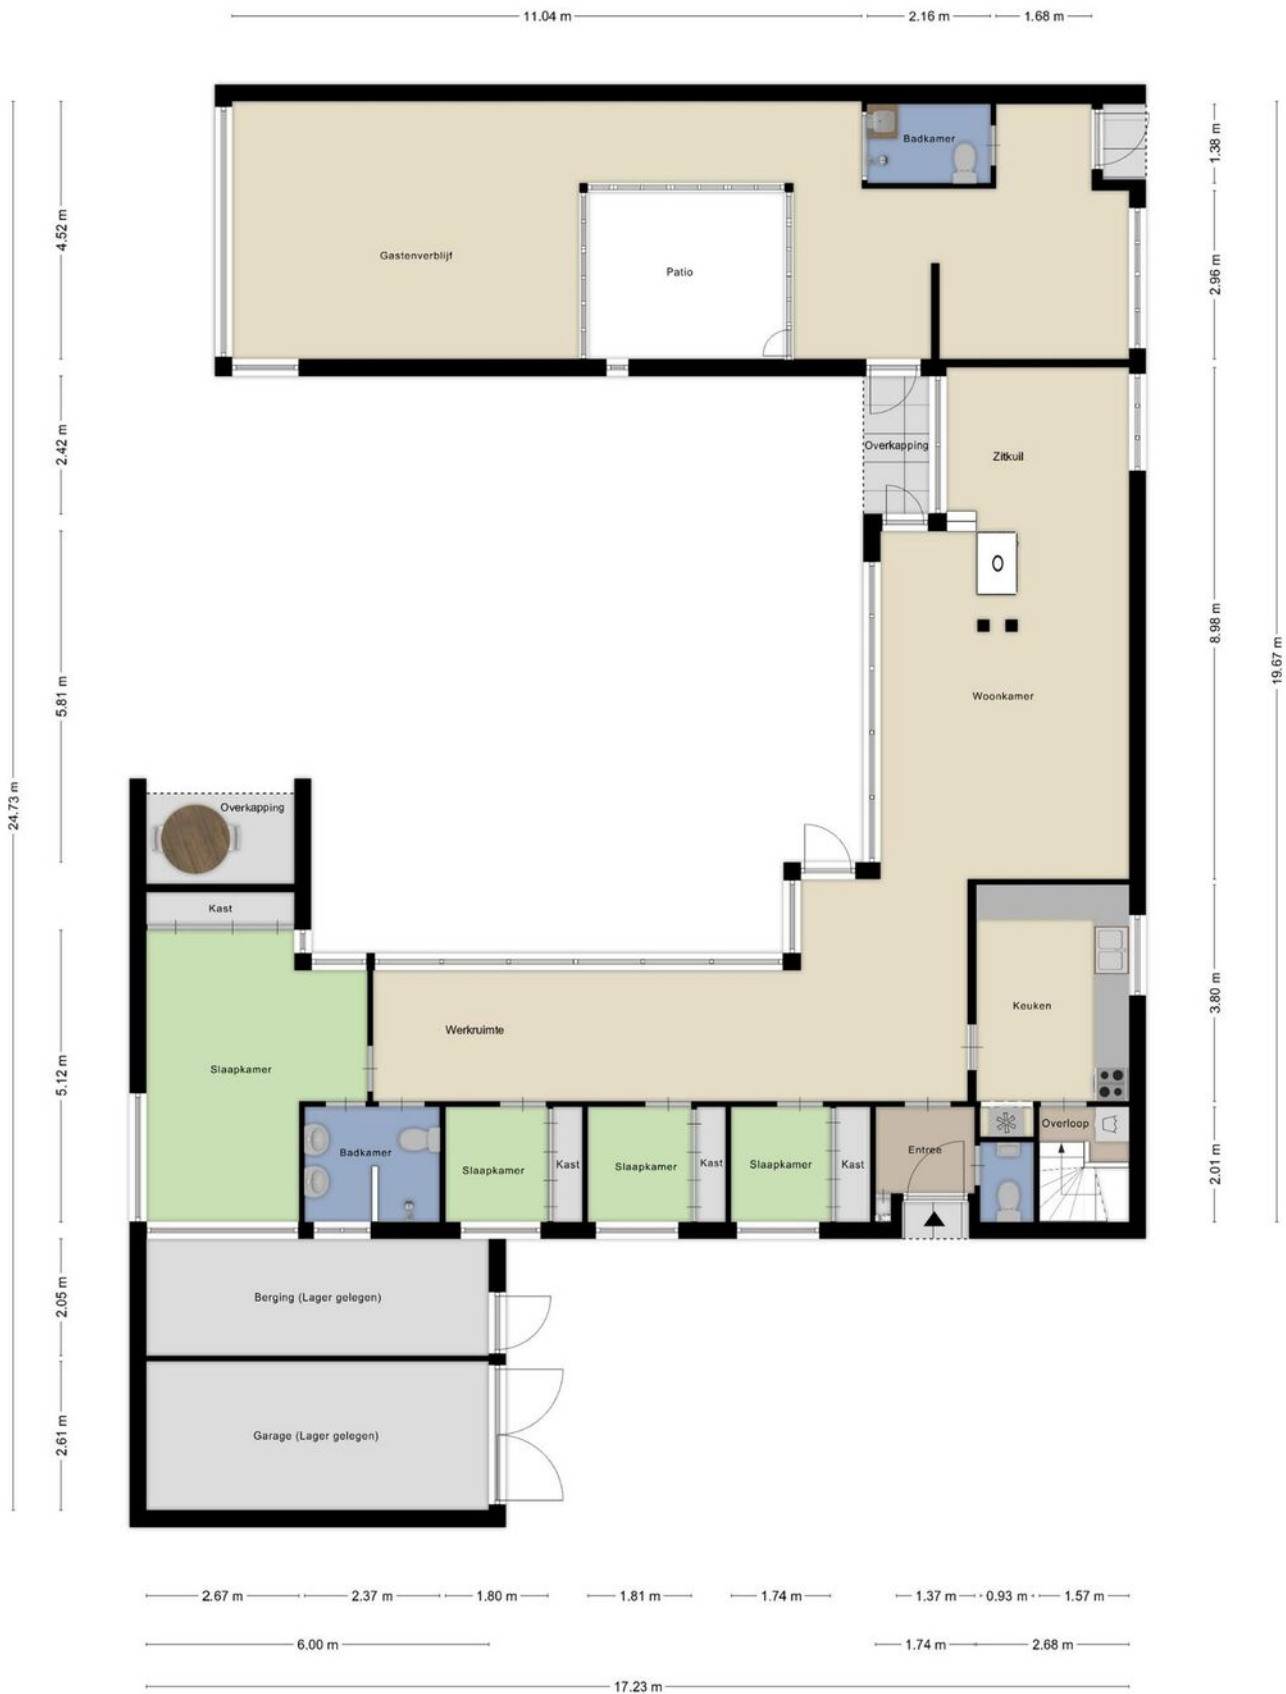 11.04 m
2.16 m
1.68 m
Badkamer
1.38 m
4.52 m
Gastenverblijf
Patio
2.96 m
2.42 m
Overkapping
Zitkuil
8.98 m
19.67 m
5.81 m
Woonkamer
24.73 m
Overkapping
Kast
Keuken
3.80 m
Werkruimte
5.12 m
Slaapkamer
Badkamer
Slaapkamer
Kast
Slaapkamer
Kast
Slaapkamer
Kast
Entree
Overloop
2.01 m
2.05 m
Berging (Lager gelegen)
2.61 m
Garage (Lager gelegen)
2.67 m
2.37 m
1.80 m
1.81 m
1.74 m
1.37 m
0.93 m
1.57 m
6.00 m
1.74 m
2.68 m
17.23 m